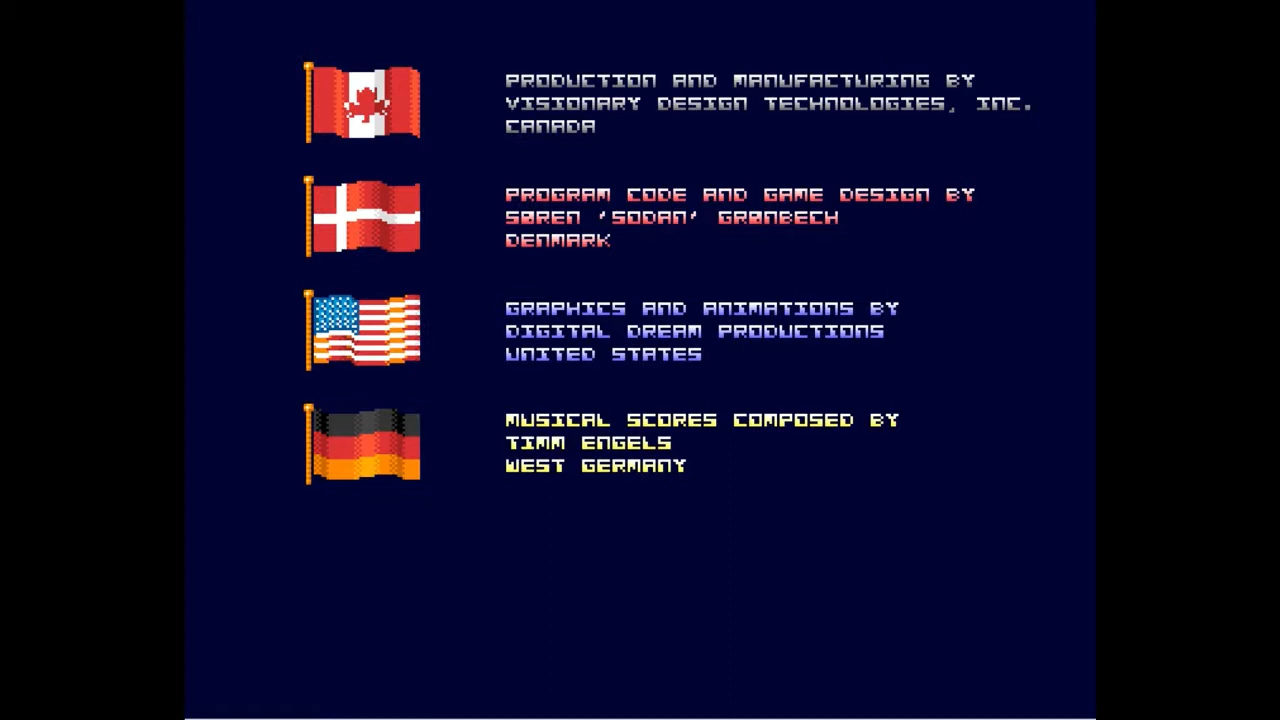 PRODUCTION AND MANUFACTURING BY
VISIONARY DESIGN TECHNOLOGIES, INC.
CANADA
PROGRAM CODE AND GAME DESIGN BY
SØREN 'SODAN' GRØNBECH
DENMARK
GRAPHICS AND ANIMATIONS BY
DIGITAL DREAM PRODUCTIONS
UNITED STATES
MUSICAL SCORES COMPOSED BY
TIMM ENGELS
WEST GERMANY